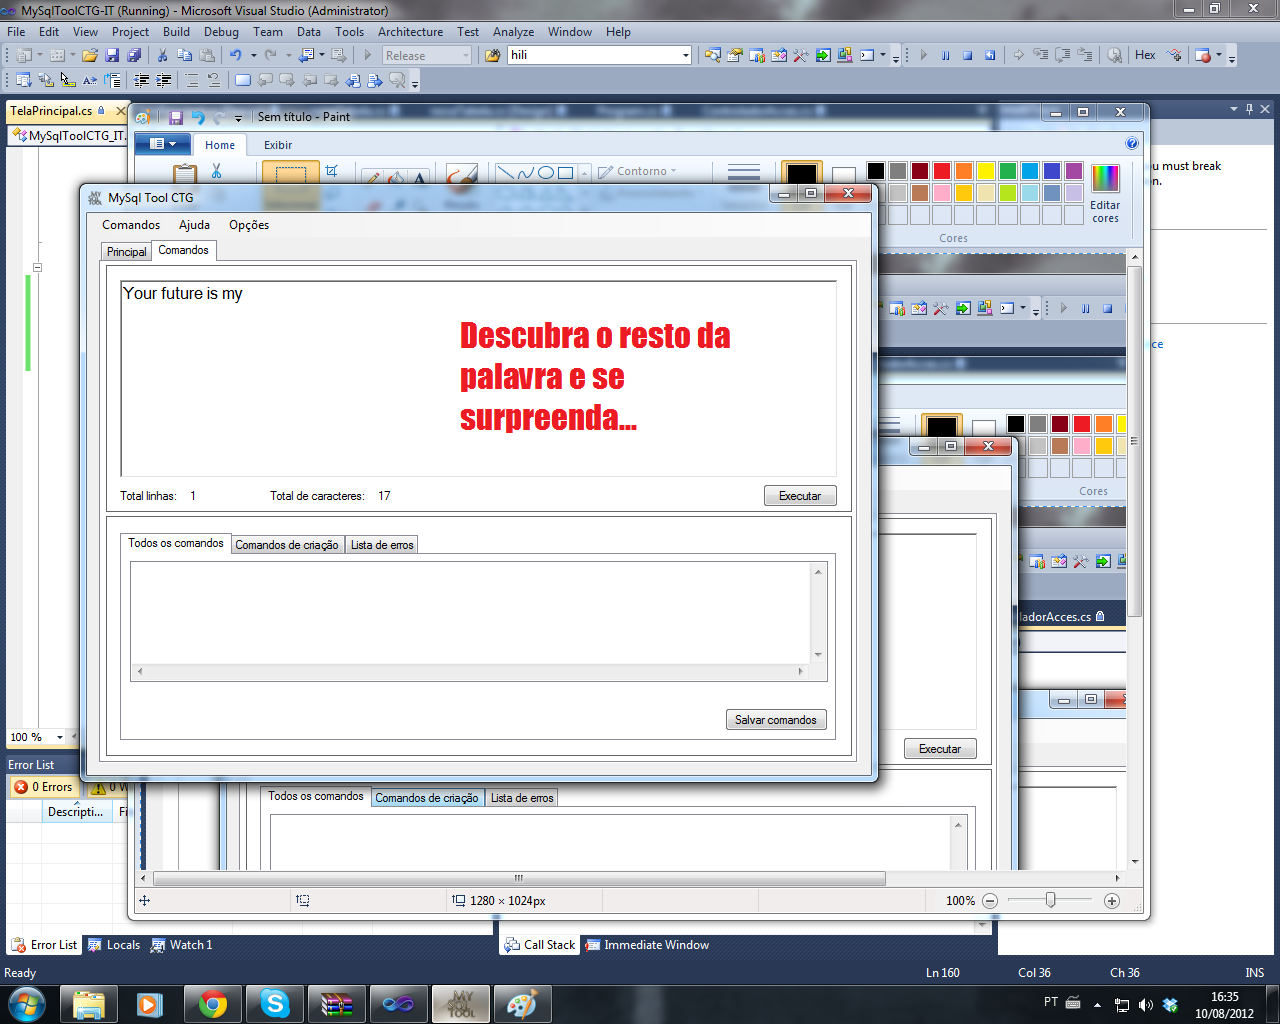 MySqlToolCTG-IT (Running) - Microsoft Visual Studio (Administrator)
File Edit View Project Build Debug Team Data Tools Architecture Test Analyze Window Help
Release hili Hex
TelaPrincipal.cs
MySqlToolCTG_IT.
Sem título - Paint
Home Exibir
Contorno
Editar cores
Cores
MySql Tool CTG
Comandos Ajuda Opções
Principal Comandos
Your future is my
Descubra o resto da
palavra e se
surpreenda...
Total linhas: 1 Total de caracteres: 17 Executar
Todos os comandos Comandos de criação Lista de erros
Salvar comandos
u must break
n.
ce
Cores
ladorAcces.cs
Executar
Todos os comandos Comandos de criação Lista de erros
100 %
Error List
0 Errors 0 W
Descripti... Fi
1280 × 1024px 100%
Error List Locals Watch 1 Call Stack Immediate Window
Ready Ln 160 Col 36 Ch 36 INS
MY SQL TOOL
PT 16:35
10/08/2012